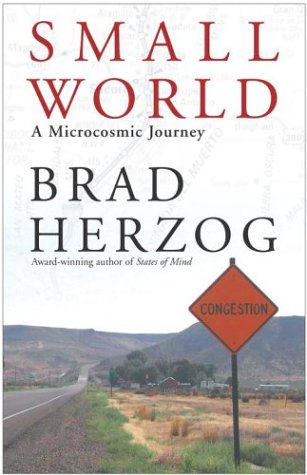 SMALL
WORLD
A Microcosmic Journey
BRAD
HERZOG
Award-winning author of States of Mind
CONGESTION